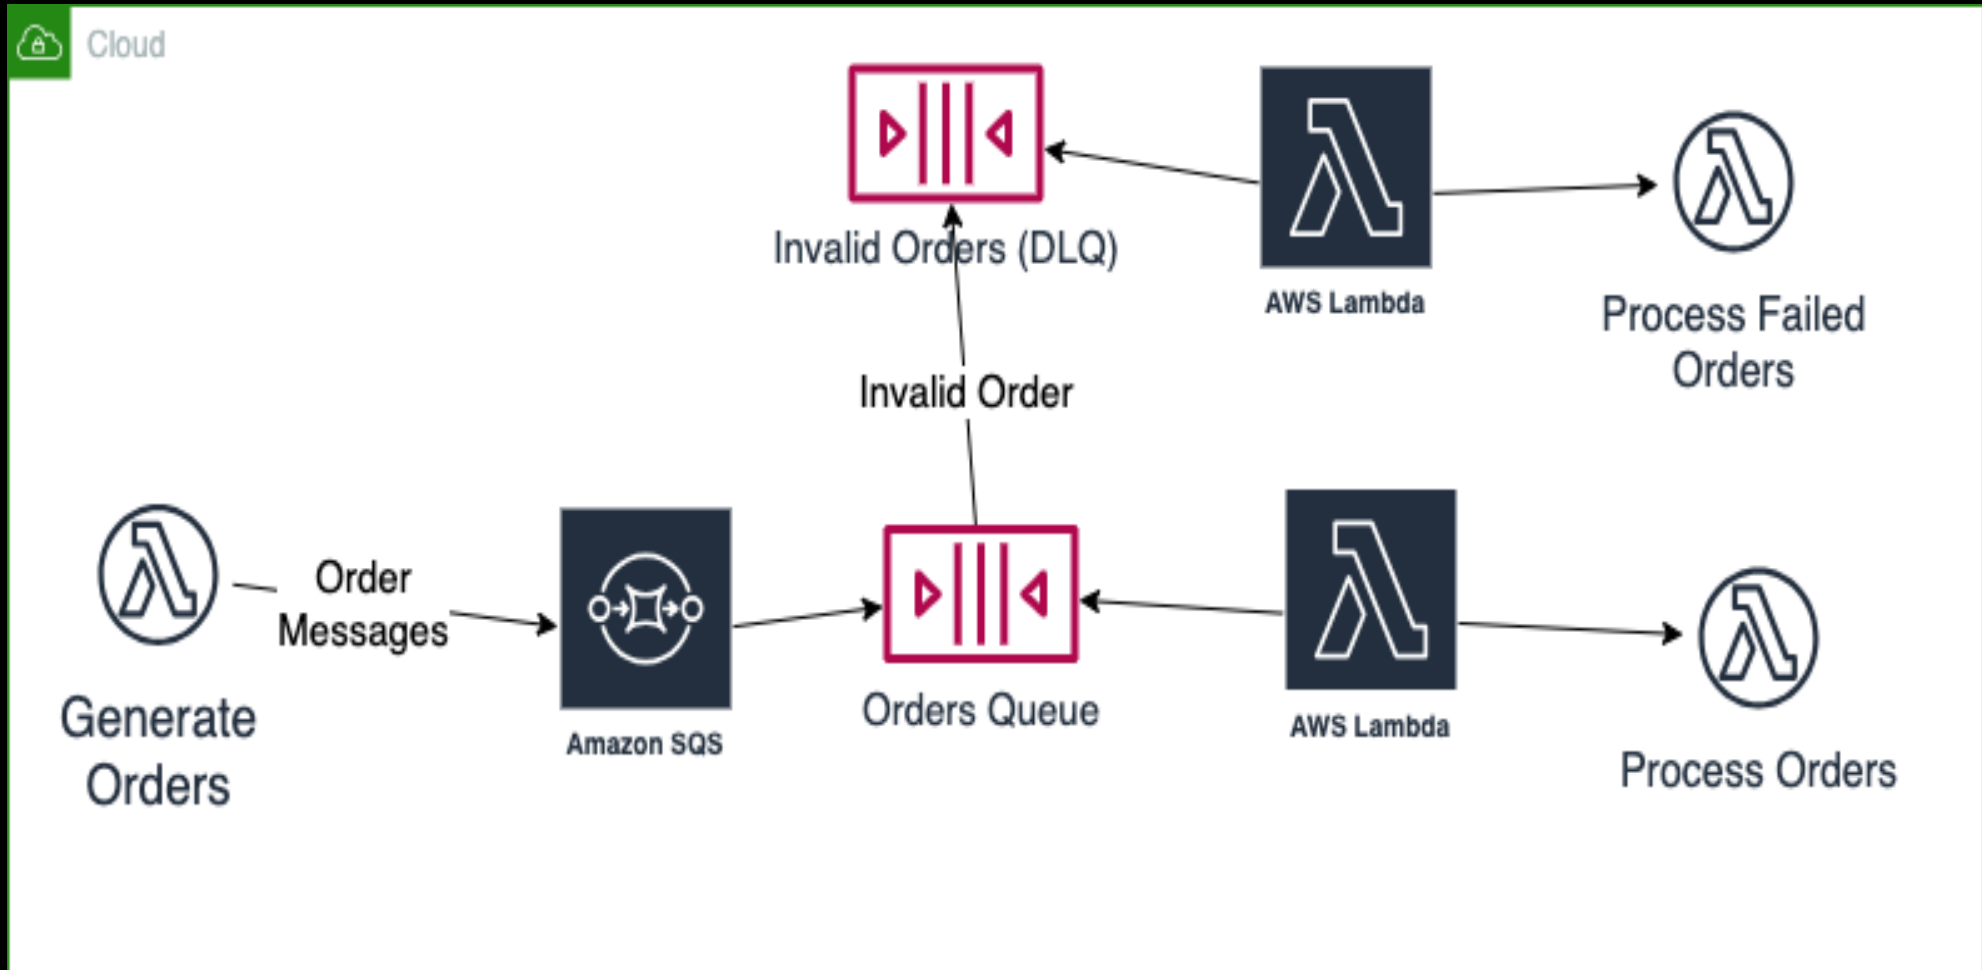 Cloud
Invalid Orders (DLQ)
AWS Lambda
Process Failed
Orders
Invalid Order
Order
Messages
Generate
Orders
Amazon SQS
Orders Queue
AWS Lambda
Process Orders